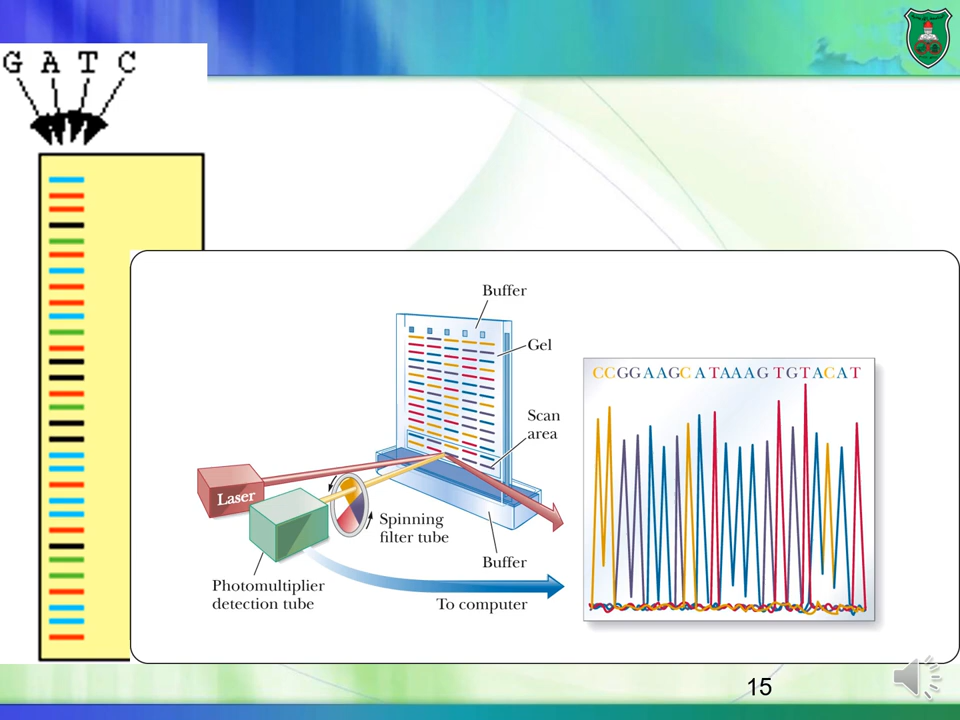 G A T C
Buffer
Gel
Scan
area
CCGGAAGCATAAAGTGTACAT
Laser
Spinning
filter tube
Buffer
Photomultiplier
detection tube
To computer
15